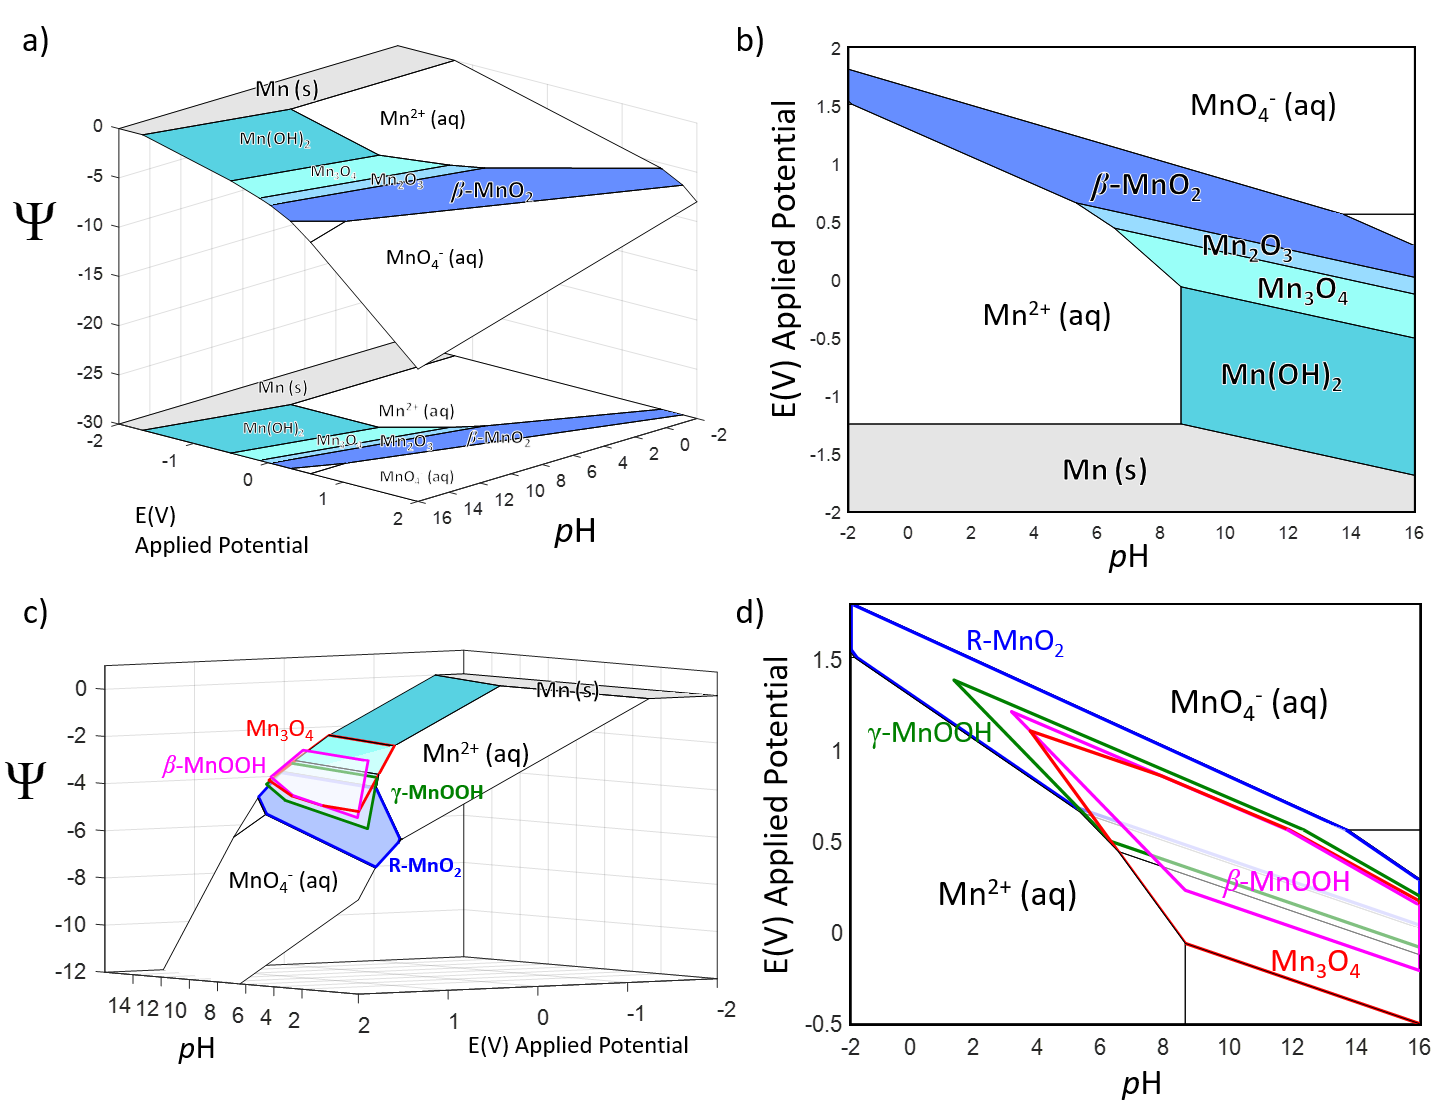 a)
Ψ
0
-5
-10
-15
-20
-25
-30
Mn (s)
Mn²⁺ (aq)
Mn(OH)₂
Mn₃O₄
Mn₂O₃
β-MnO₂
MnO₄⁻ (aq)
Mn (s)
Mn²⁺ (aq)
Mn(OH)₂
Mn₃O₄
Mn₂O₃
β-MnO₂
MnO₄⁻ (aq)
-2
-1
0
1
2
E(V)
Applied Potential
16
14
12
10
8
6
4
2
0
-2
pH
b)
E(V) Applied Potential
2
1.5
1
0.5
0
-0.5
-1
-1.5
-2
MnO₄⁻ (aq)
β-MnO₂
Mn₂O₃
Mn₃O₄
Mn²⁺ (aq)
Mn(OH)₂
Mn (s)
-2 0 2 4 6 8 10 12 14 16
pH
c)
Ψ
0
-2
-4
-6
-8
-10
-12
Mn (s)
Mn₃O₄
Mn²⁺ (aq)
β-MnOOH
γ-MnOOH
R-MnO₂
MnO₄⁻ (aq)
14 12 10 8 6 4 2
pH
2 1 0 -1 -2
E(V) Applied Potential
d)
E(V) Applied Potential
1.5
1
0.5
0
-0.5
R-MnO₂
MnO₄⁻ (aq)
γ-MnOOH
β-MnOOH
Mn²⁺ (aq)
Mn₃O₄
-2 0 2 4 6 8 10 12 14 16
pH